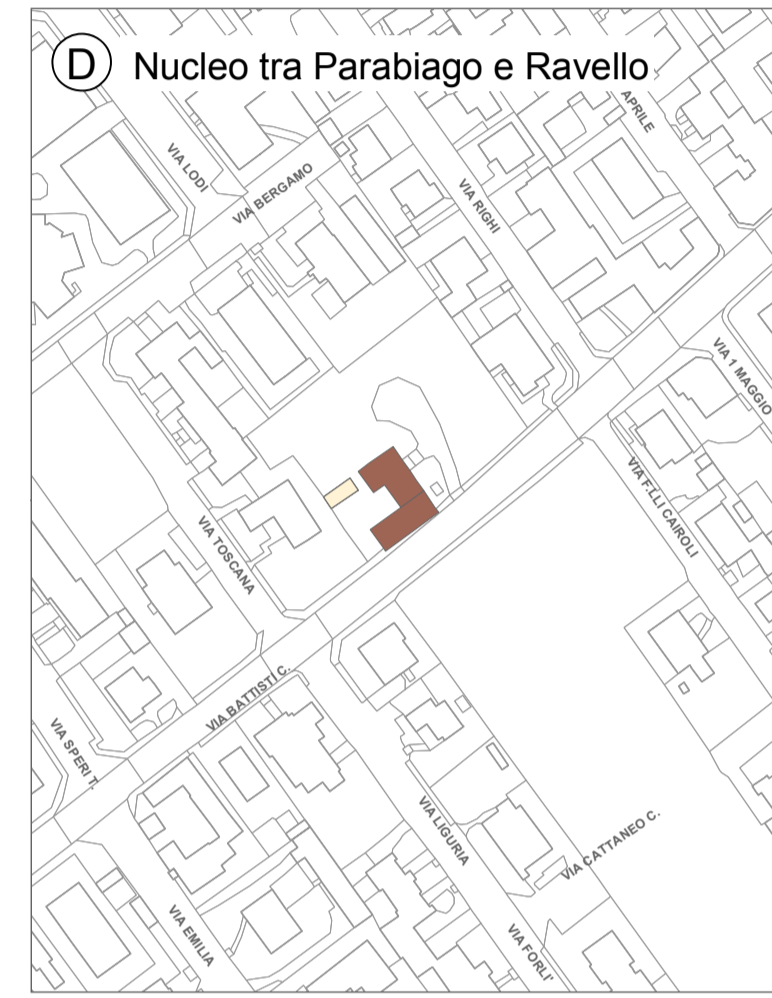 D Nucleo tra Parabiago e Ravello
APRILE
VIA LODI
VIA BERGAMO
VIA RIGHI
VIA 1 MAGGIO
VIA F.LLI CAIROLI
VIA TOSCANA
VIA BATTISTI C.
VIA SPERI T.
VIA LIGURIA
VIA CATTANEO C.
VIA EMILIA
VIA FORLI'